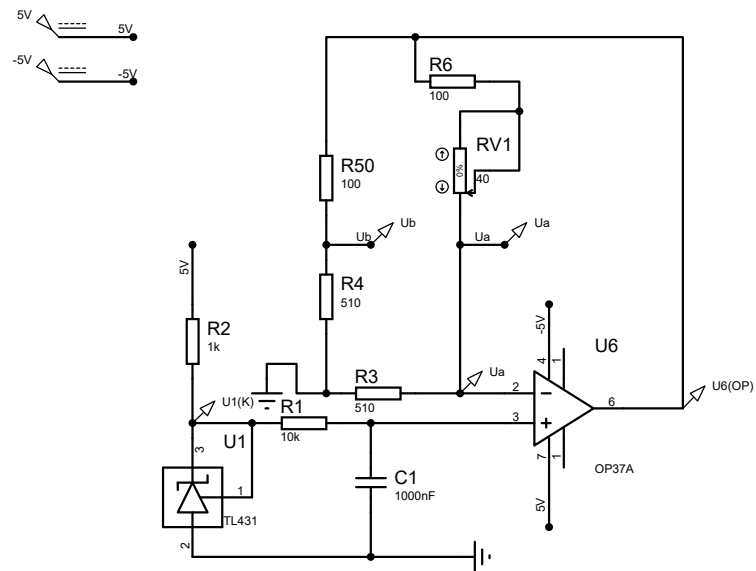 5V
5V
-5V
-5V
R6
100
RV1
0%
40
R50
100
Ub
Ub
Ua
Ua
R4
510
5V
R2
1k
-5V
4
1
U6
U1(K)
R3
510
Ua
2
6
U6(OP)
R1
10k
3
U1
3
1
TL431
2
C1
1000nF
7
1
OP37A
5V